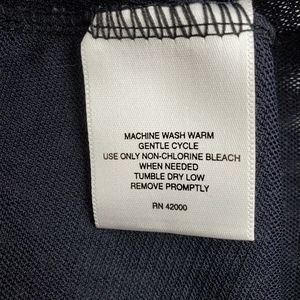 MACHINE WASH WARM
GENTLE CYCLE
USE ONLY NON-CHLORINE BLEACH
WHEN NEEDED
TUMBLE DRY LOW
REMOVE PROMPTLY
RN 42000